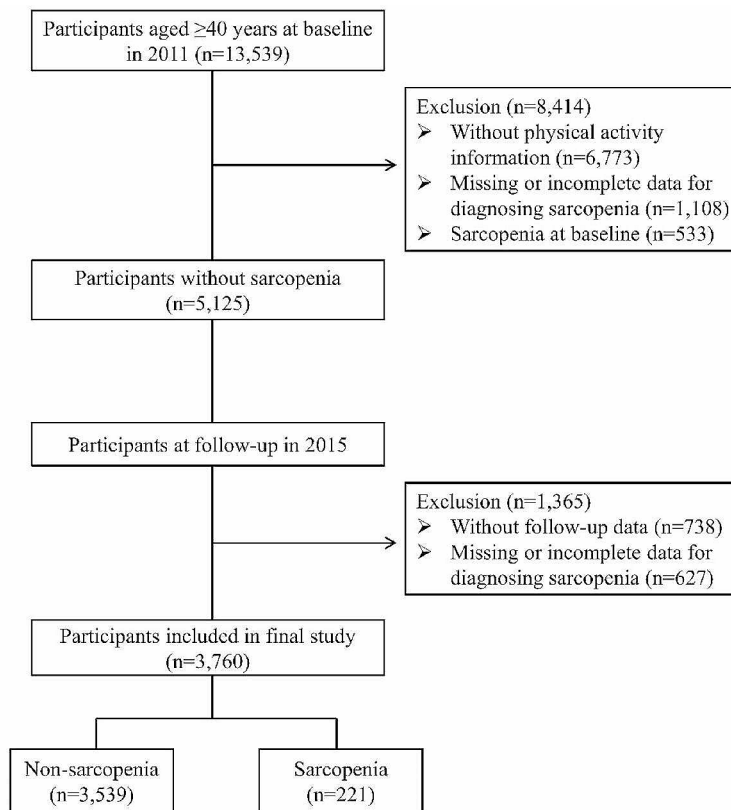 Participants aged ≥40 years at baseline
in 2011 (n=13,539)
Exclusion (n=8,414)
➢ Without physical activity
information (n=6,773)
➢ Missing or incomplete data for
diagnosing sarcopenia (n=1,108)
➢ Sarcopenia at baseline (n=533)
Participants without sarcopenia
(n=5,125)
Participants at follow-up in 2015
Exclusion (n=1,365)
➢ Without follow-up data (n=738)
➢ Missing or incomplete data for
diagnosing sarcopenia (n=627)
Participants included in final study
(n=3,760)
Non-sarcopenia
(n=3,539)
Sarcopenia
(n=221)